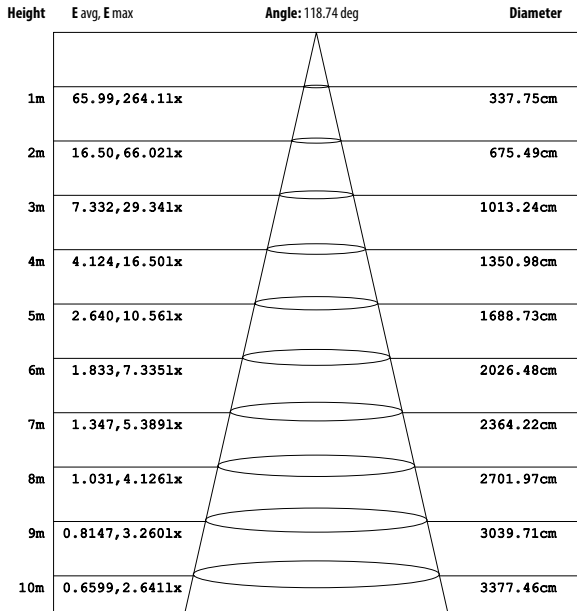 Height E avg, E max Angle: 118.74 deg Diameter
1m 65.99,264.1lx 337.75cm
2m 16.50,66.02lx 675.49cm
3m 7.332,29.34lx 1013.24cm
4m 4.124,16.50lx 1350.98cm
5m 2.640,10.56lx 1688.73cm
6m 1.833,7.335lx 2026.48cm
7m 1.347,5.389lx 2364.22cm
8m 1.031,4.126lx 2701.97cm
9m 0.8147,3.260lx 3039.71cm
10m 0.6599,2.641lx 3377.46cm